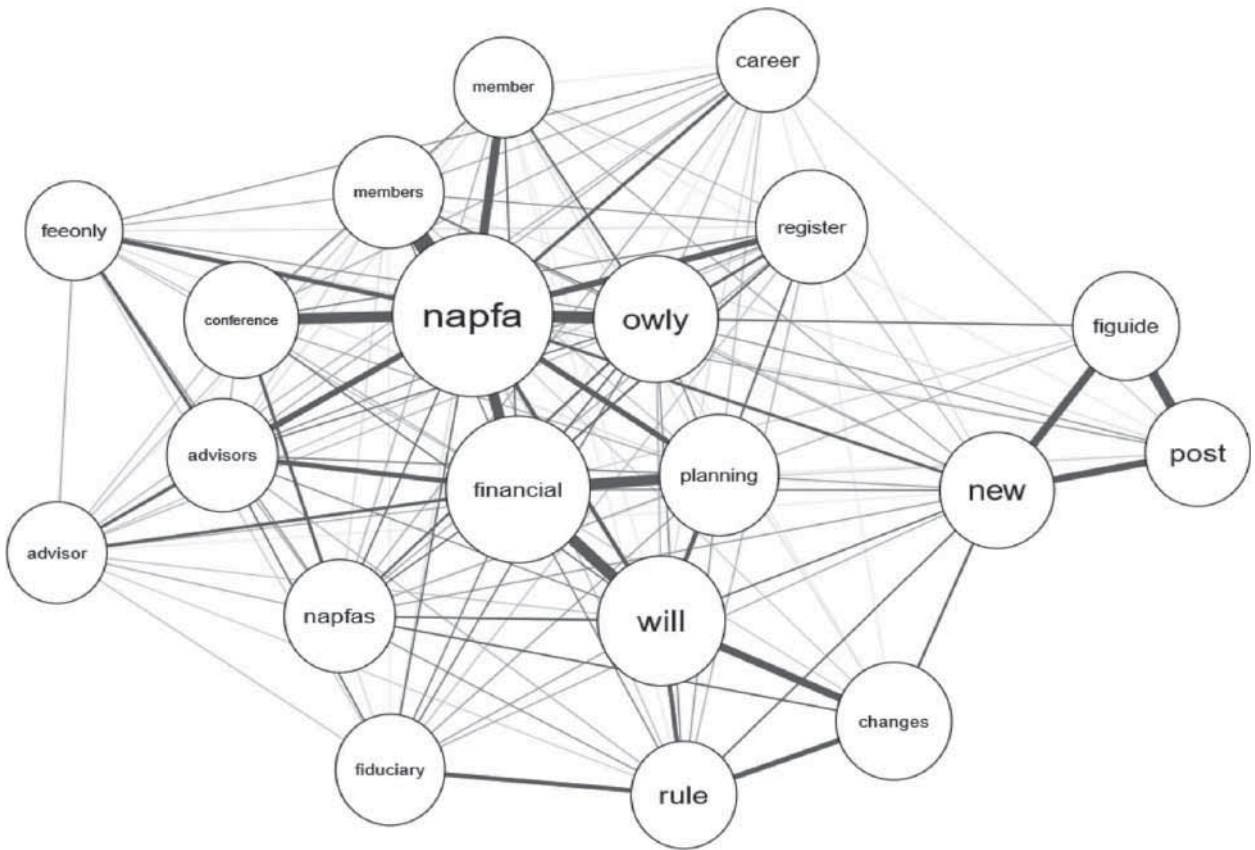 career
member
members
feeonly
register
conference
napfa
owly
figuide
advisors
financial
planning
new
post
advisor
napfas
will
changes
fiduciary
rule